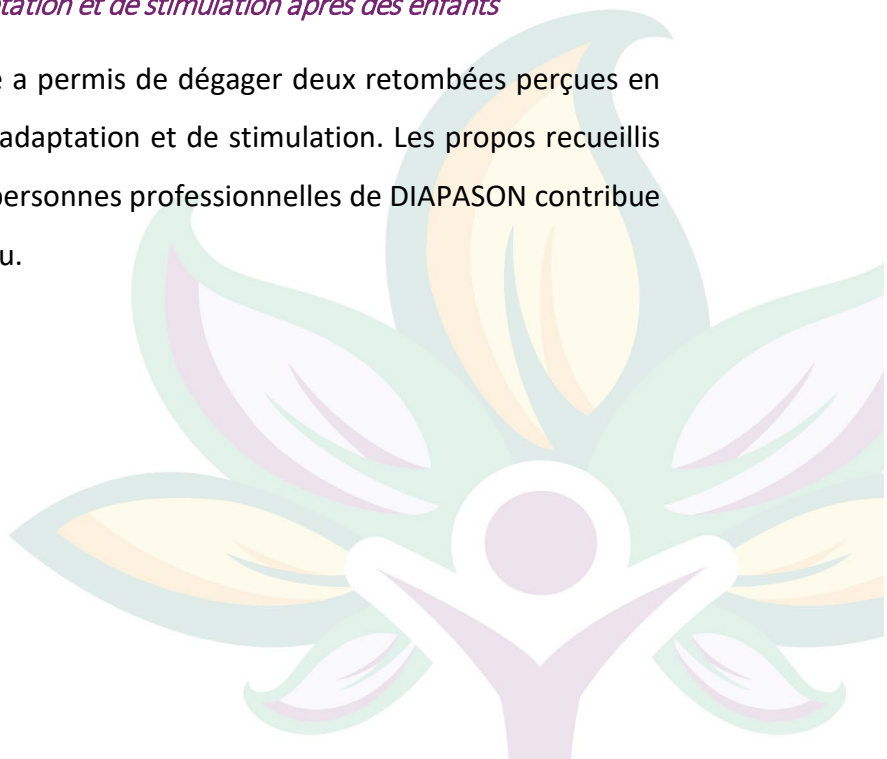 tation et de stimulation après des enfants
e a permis de dégager deux retombées perçues en
adaptation et de stimulation. Les propos recueillis
personnes professionnelles de DIAPASON contribue
u.